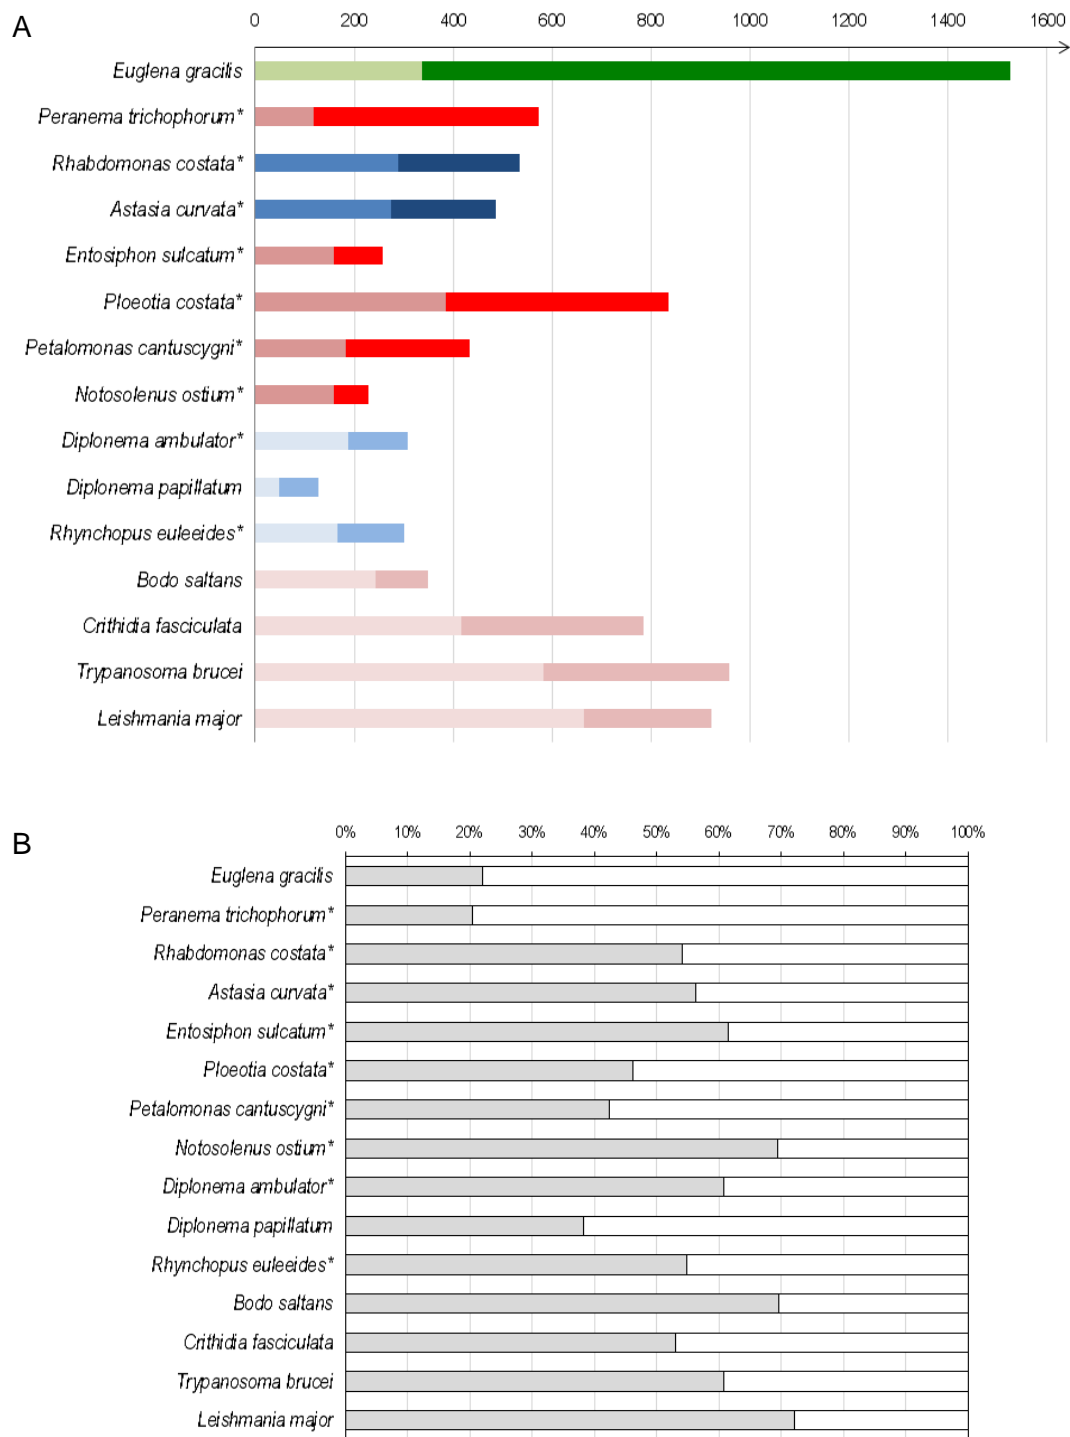 A
0 200 400 600 800 1000 1200 1400 1600
Euglena gracilis
Peranema trichophorum*
Rhabdomonas costata*
Astasia curvata*
Entosiphon sulcatum*
Ploeotia costata*
Petalomonas cantuscygni*
Notosolenus ostium*
Diplonema ambulator*
Diplonema papillatum
Rhynchopus euleeides*
Bodo saltans
Crithidia fasciculata
Trypanosoma brucei
Leishmania major
B
0% 10% 20% 30% 40% 50% 60% 70% 80% 90% 100%
Euglena gracilis
Peranema trichophorum*
Rhabdomonas costata*
Astasia curvata*
Entosiphon sulcatum*
Ploeotia costata*
Petalomonas cantuscygni*
Notosolenus ostium*
Diplonema ambulator*
Diplonema papillatum
Rhynchopus euleeides*
Bodo saltans
Crithidia fasciculata
Trypanosoma brucei
Leishmania major